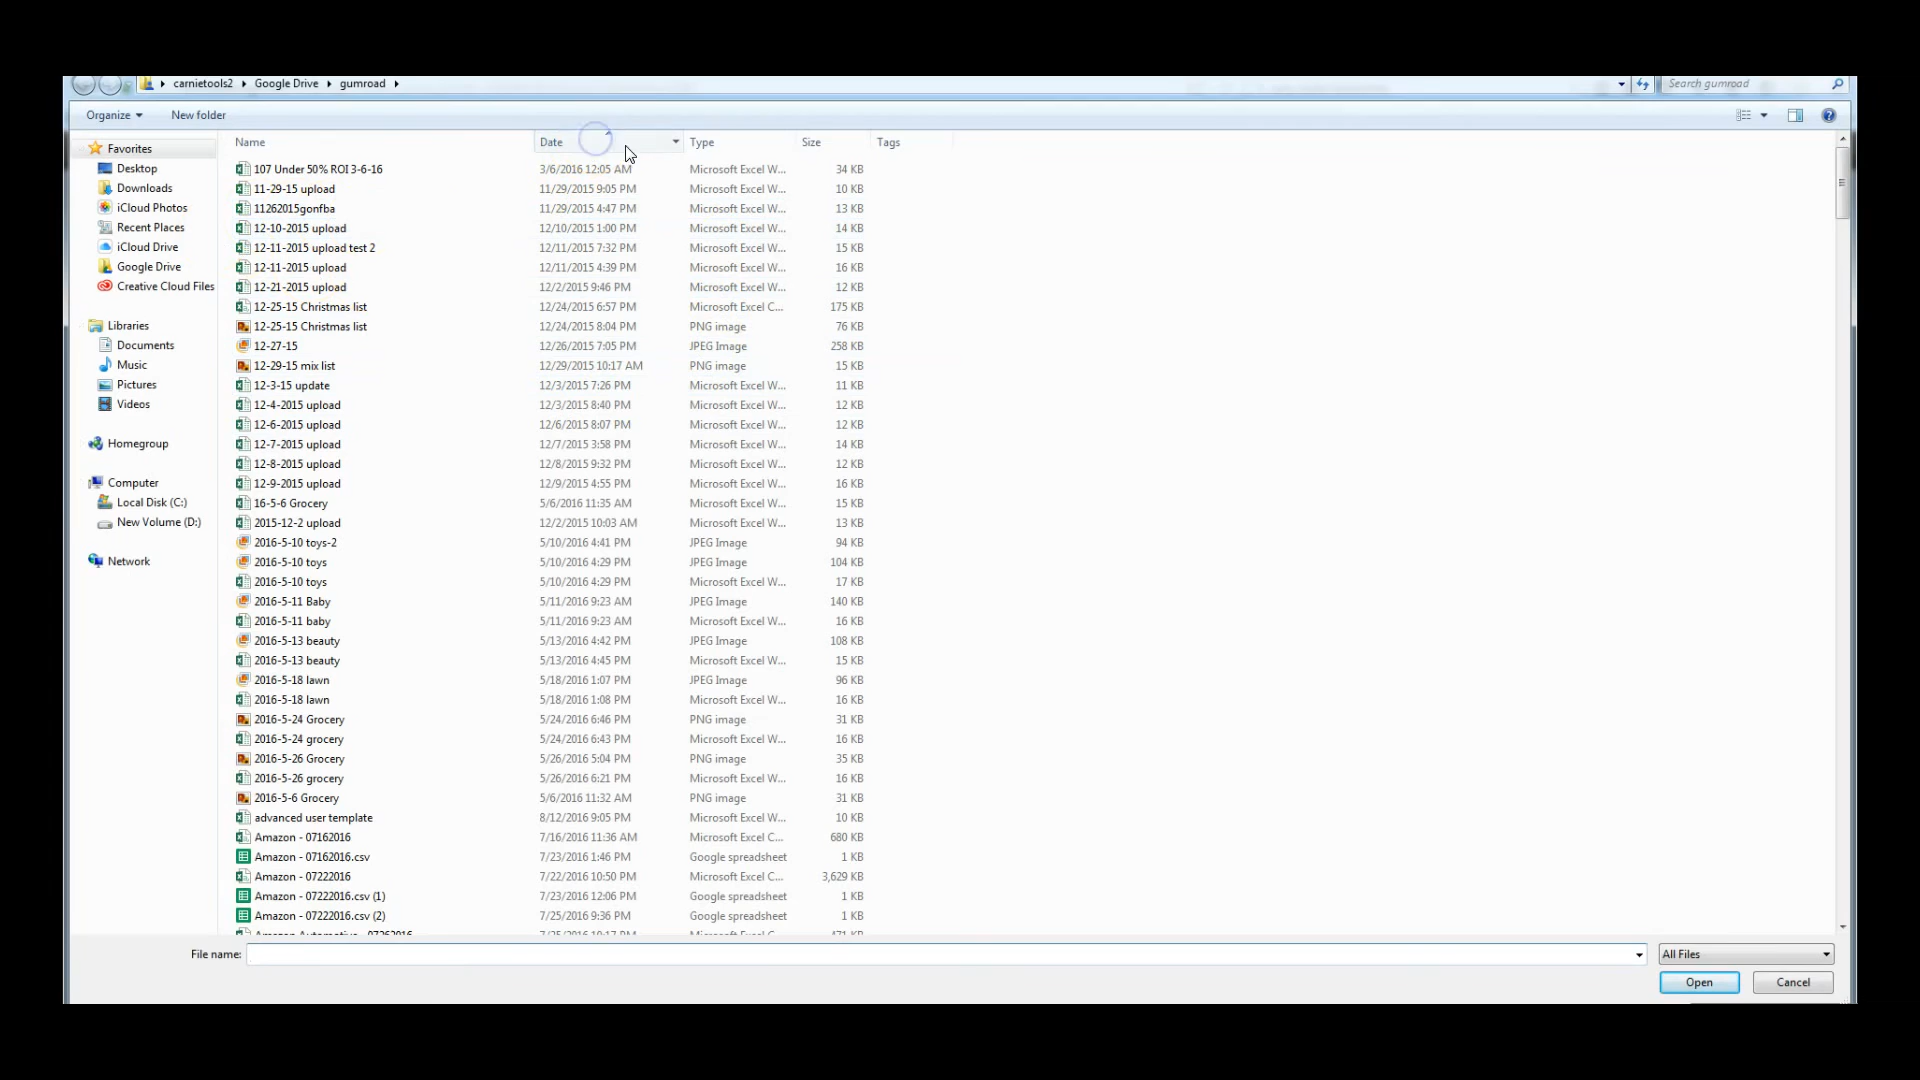 carnietools2 Google Drive gumroad Search gumroad
Organize New folder
Name Date Type Size Tags
Favorites
Desktop
Downloads
iCloud Photos
Recent Places
iCloud Drive
Google Drive
Creative Cloud Files
Libraries
Documents
Music
Pictures
Videos
Homegroup
Computer
Local Disk (C:)
New Volume (D:)
Network
107 Under 50% ROI 3-6-16 3/6/2016 12:05 AM Microsoft Excel W... 34 KB
11-29-15 upload 11/29/2015 9:05 PM Microsoft Excel W... 10 KB
11262015gonfba 11/29/2015 4:47 PM Microsoft Excel W... 13 KB
12-10-2015 upload 12/10/2015 1:00 PM Microsoft Excel W... 14 KB
12-11-2015 upload test 2 12/11/2015 7:32 PM Microsoft Excel W... 15 KB
12-11-2015 upload 12/11/2015 4:39 PM Microsoft Excel W... 16 KB
12-21-2015 upload 12/2/2015 9:46 PM Microsoft Excel W... 12 KB
12-25-15 Christmas list 12/24/2015 6:57 PM Microsoft Excel C... 175 KB
12-25-15 Christmas list 12/24/2015 8:04 PM PNG image 76 KB
12-27-15 12/26/2015 7:05 PM JPEG Image 258 KB
12-29-15 mix list 12/29/2015 10:17 AM PNG image 15 KB
12-3-15 update 12/3/2015 7:26 PM Microsoft Excel W... 11 KB
12-4-2015 upload 12/3/2015 8:40 PM Microsoft Excel W... 12 KB
12-6-2015 upload 12/6/2015 8:07 PM Microsoft Excel W... 12 KB
12-7-2015 upload 12/7/2015 3:58 PM Microsoft Excel W... 14 KB
12-8-2015 upload 12/8/2015 9:32 PM Microsoft Excel W... 12 KB
12-9-2015 upload 12/9/2015 4:55 PM Microsoft Excel W... 16 KB
16-5-6 Grocery 5/6/2016 11:35 AM Microsoft Excel W... 15 KB
2015-12-2 upload 12/2/2015 10:03 AM Microsoft Excel W... 13 KB
2016-5-10 toys-2 5/10/2016 4:41 PM JPEG Image 94 KB
2016-5-10 toys 5/10/2016 4:29 PM JPEG Image 104 KB
2016-5-10 toys 5/10/2016 4:29 PM Microsoft Excel W... 17 KB
2016-5-11 Baby 5/11/2016 9:23 AM JPEG Image 140 KB
2016-5-11 baby 5/11/2016 9:23 AM Microsoft Excel W... 16 KB
2016-5-13 beauty 5/13/2016 4:42 PM JPEG Image 108 KB
2016-5-13 beauty 5/13/2016 4:45 PM Microsoft Excel W... 15 KB
2016-5-18 lawn 5/18/2016 1:07 PM JPEG Image 96 KB
2016-5-18 lawn 5/18/2016 1:08 PM Microsoft Excel W... 16 KB
2016-5-24 Grocery 5/24/2016 6:46 PM PNG image 31 KB
2016-5-24 grocery 5/24/2016 6:43 PM Microsoft Excel W... 16 KB
2016-5-26 Grocery 5/26/2016 5:04 PM PNG image 35 KB
2016-5-26 grocery 5/26/2016 6:21 PM Microsoft Excel W... 16 KB
2016-5-6 Grocery 5/6/2016 11:32 AM PNG image 31 KB
advanced user template 8/12/2016 9:05 PM Microsoft Excel W... 10 KB
Amazon - 07162016 7/16/2016 11:36 AM Microsoft Excel C... 680 KB
Amazon - 07162016.csv 7/23/2016 1:46 PM Google spreadsheet 1 KB
Amazon - 07222016 7/22/2016 10:50 PM Microsoft Excel C... 3,629 KB
Amazon - 07222016.csv (1) 7/23/2016 12:06 PM Google spreadsheet 1 KB
Amazon - 07222016.csv (2) 7/25/2016 9:36 PM Google spreadsheet 1 KB
Amazon Automotive - 07262016 7/25/2016 10:17 PM Microsoft Excel C... 471 KB
File name: All Files
Open Cancel